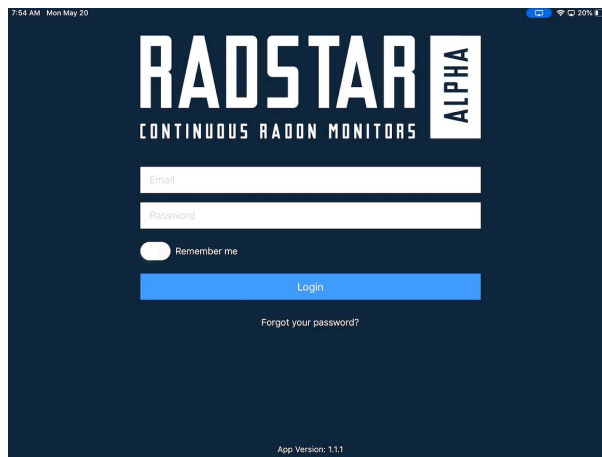 7:54 AM Mon May 20
20%
RADSTAR
ALPHA
CONTINUOUS RADON MONITORS
Email
Password
Remember me
Login
Forgot your password?
App Version: 1.1.1